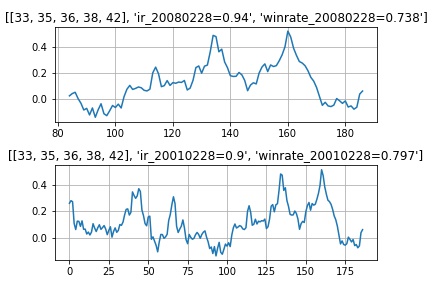 [[33, 35, 36, 38, 42], 'ir_20080228=0.94', 'winrate_20080228=0.738']
0.4
0.2
0.0
80 100 120 140 160 180
[[33, 35, 36, 38, 42], 'ir_20010228=0.9', 'winrate_20010228=0.797']
0.4
0.2
0.0
0 25 50 75 100 125 150 175